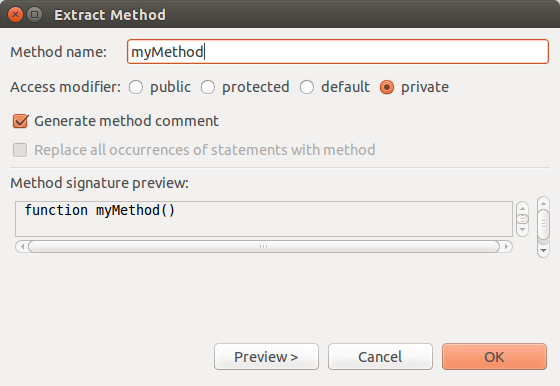 Extract Method
Method name: myMethod
Access modifier: public protected default private
Generate method comment
Replace all occurrences of statements with method
Method signature preview:
function myMethod()
Preview > Cancel OK